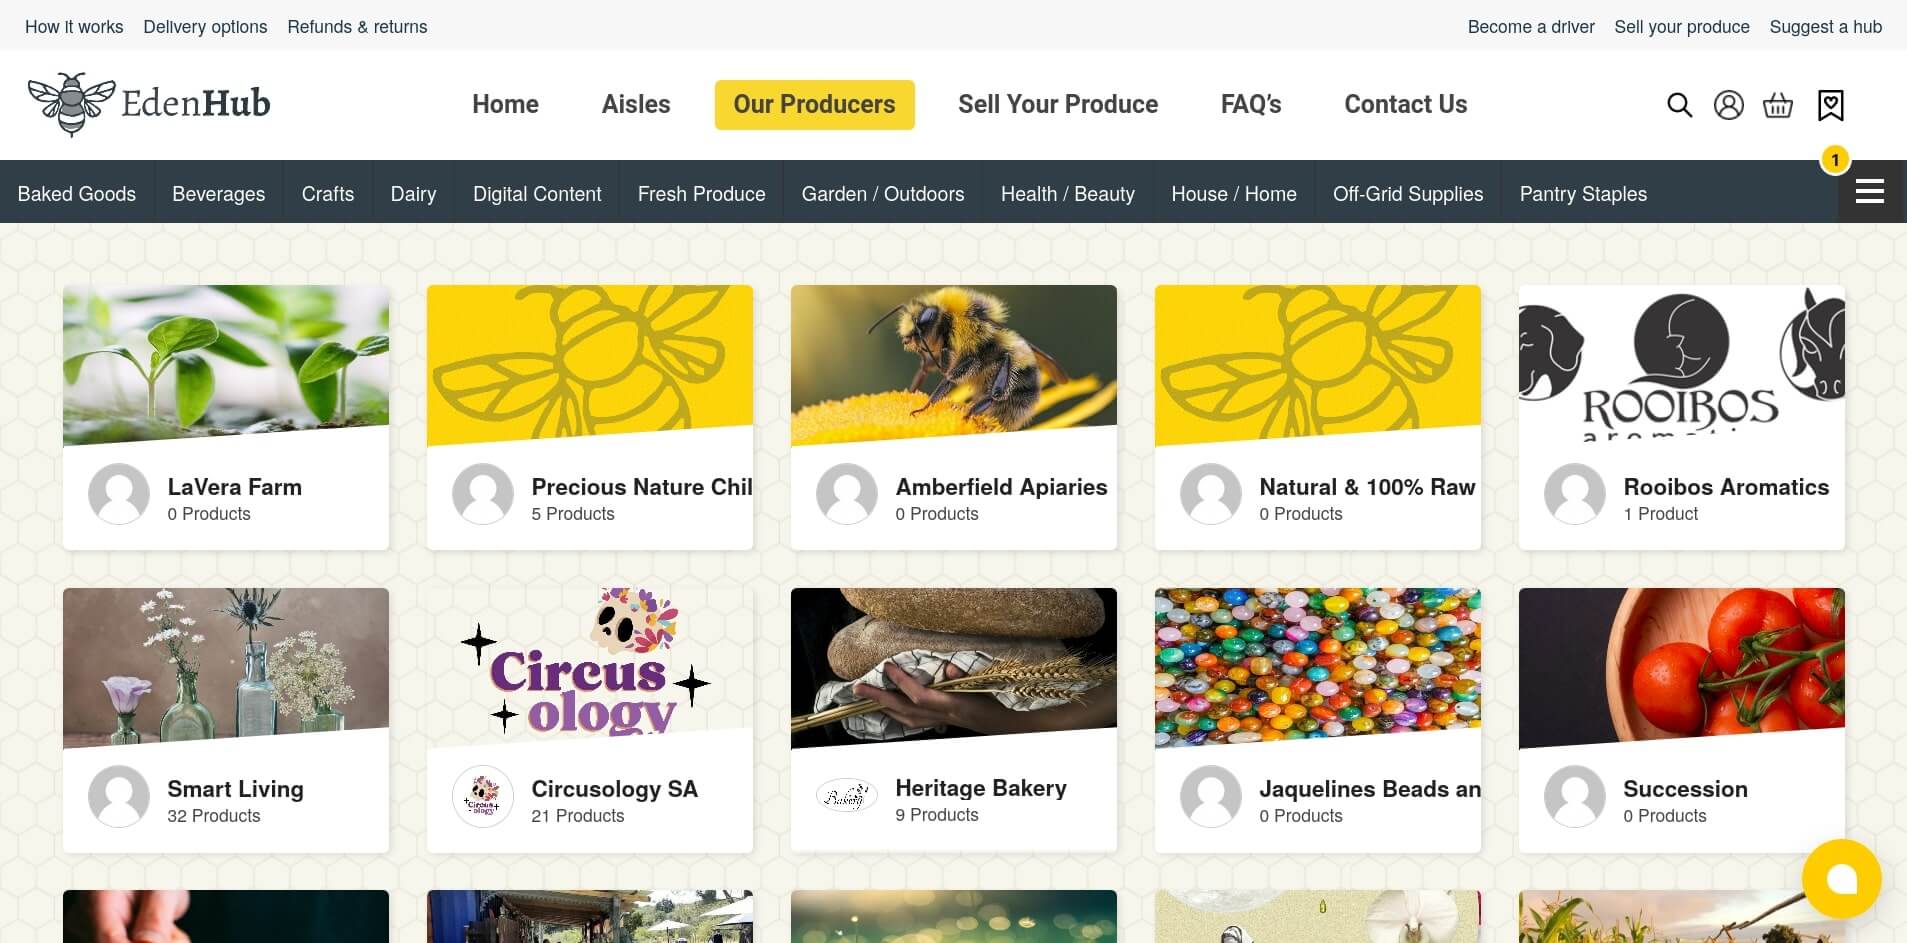 How it works Delivery options Refunds & returns Become a driver Sell your produce Suggest a hub
EdenHub Home Aisles Our Producers Sell Your Produce FAQ’s Contact Us
1
Baked Goods Beverages Crafts Dairy Digital Content Fresh Produce Garden / Outdoors Health / Beauty House / Home Off-Grid Supplies Pantry Staples
ROOIBOS
LaVera Farm
0 Products
Precious Nature Chil
5 Products
Amberfield Apiaries
0 Products
Natural & 100% Raw
0 Products
Rooibos Aromatics
1 Product
Circus
ology
Smart Living
32 Products
Circus
ology
Circusology SA
21 Products
Bakery
Heritage Bakery
9 Products
Jaquelines Beads an
0 Products
Succession
0 Products